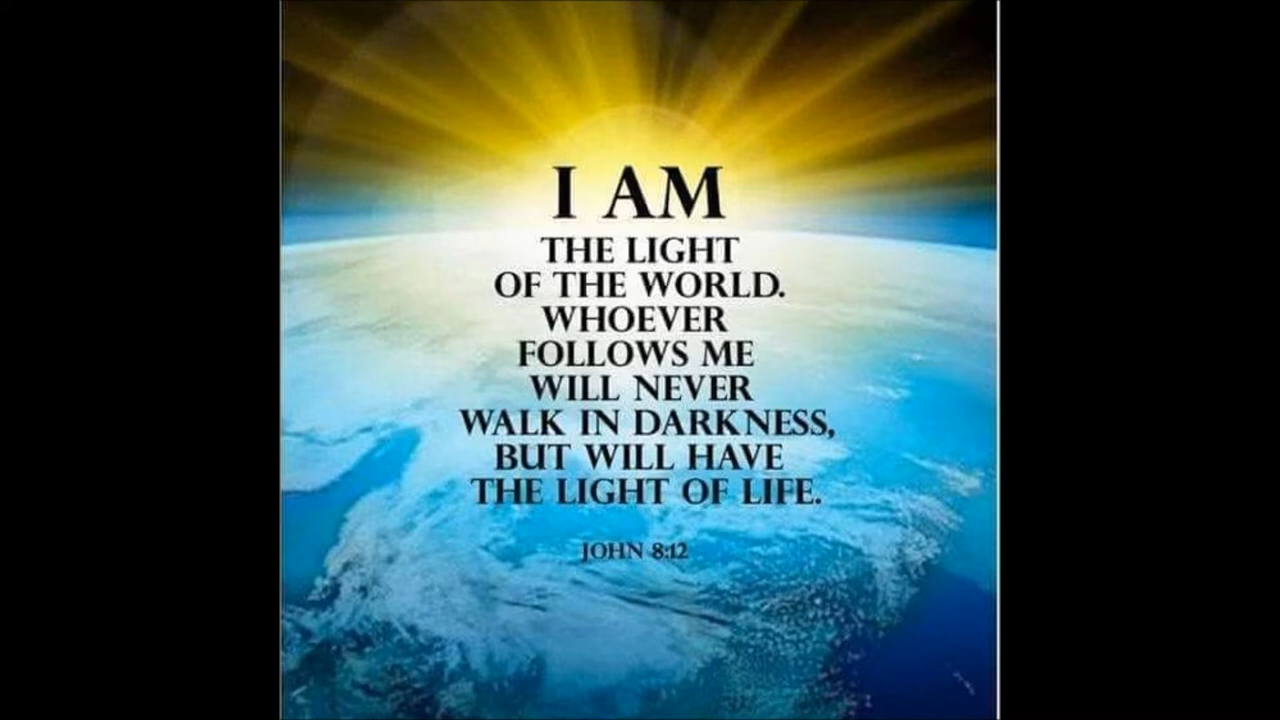 I AM
THE LIGHT
OF THE WORLD.
WHOEVER
FOLLOWS ME
WILL NEVER
WALK IN DARKNESS,
BUT WILL HAVE
THE LIGHT OF LIFE.
JOHN 8:12